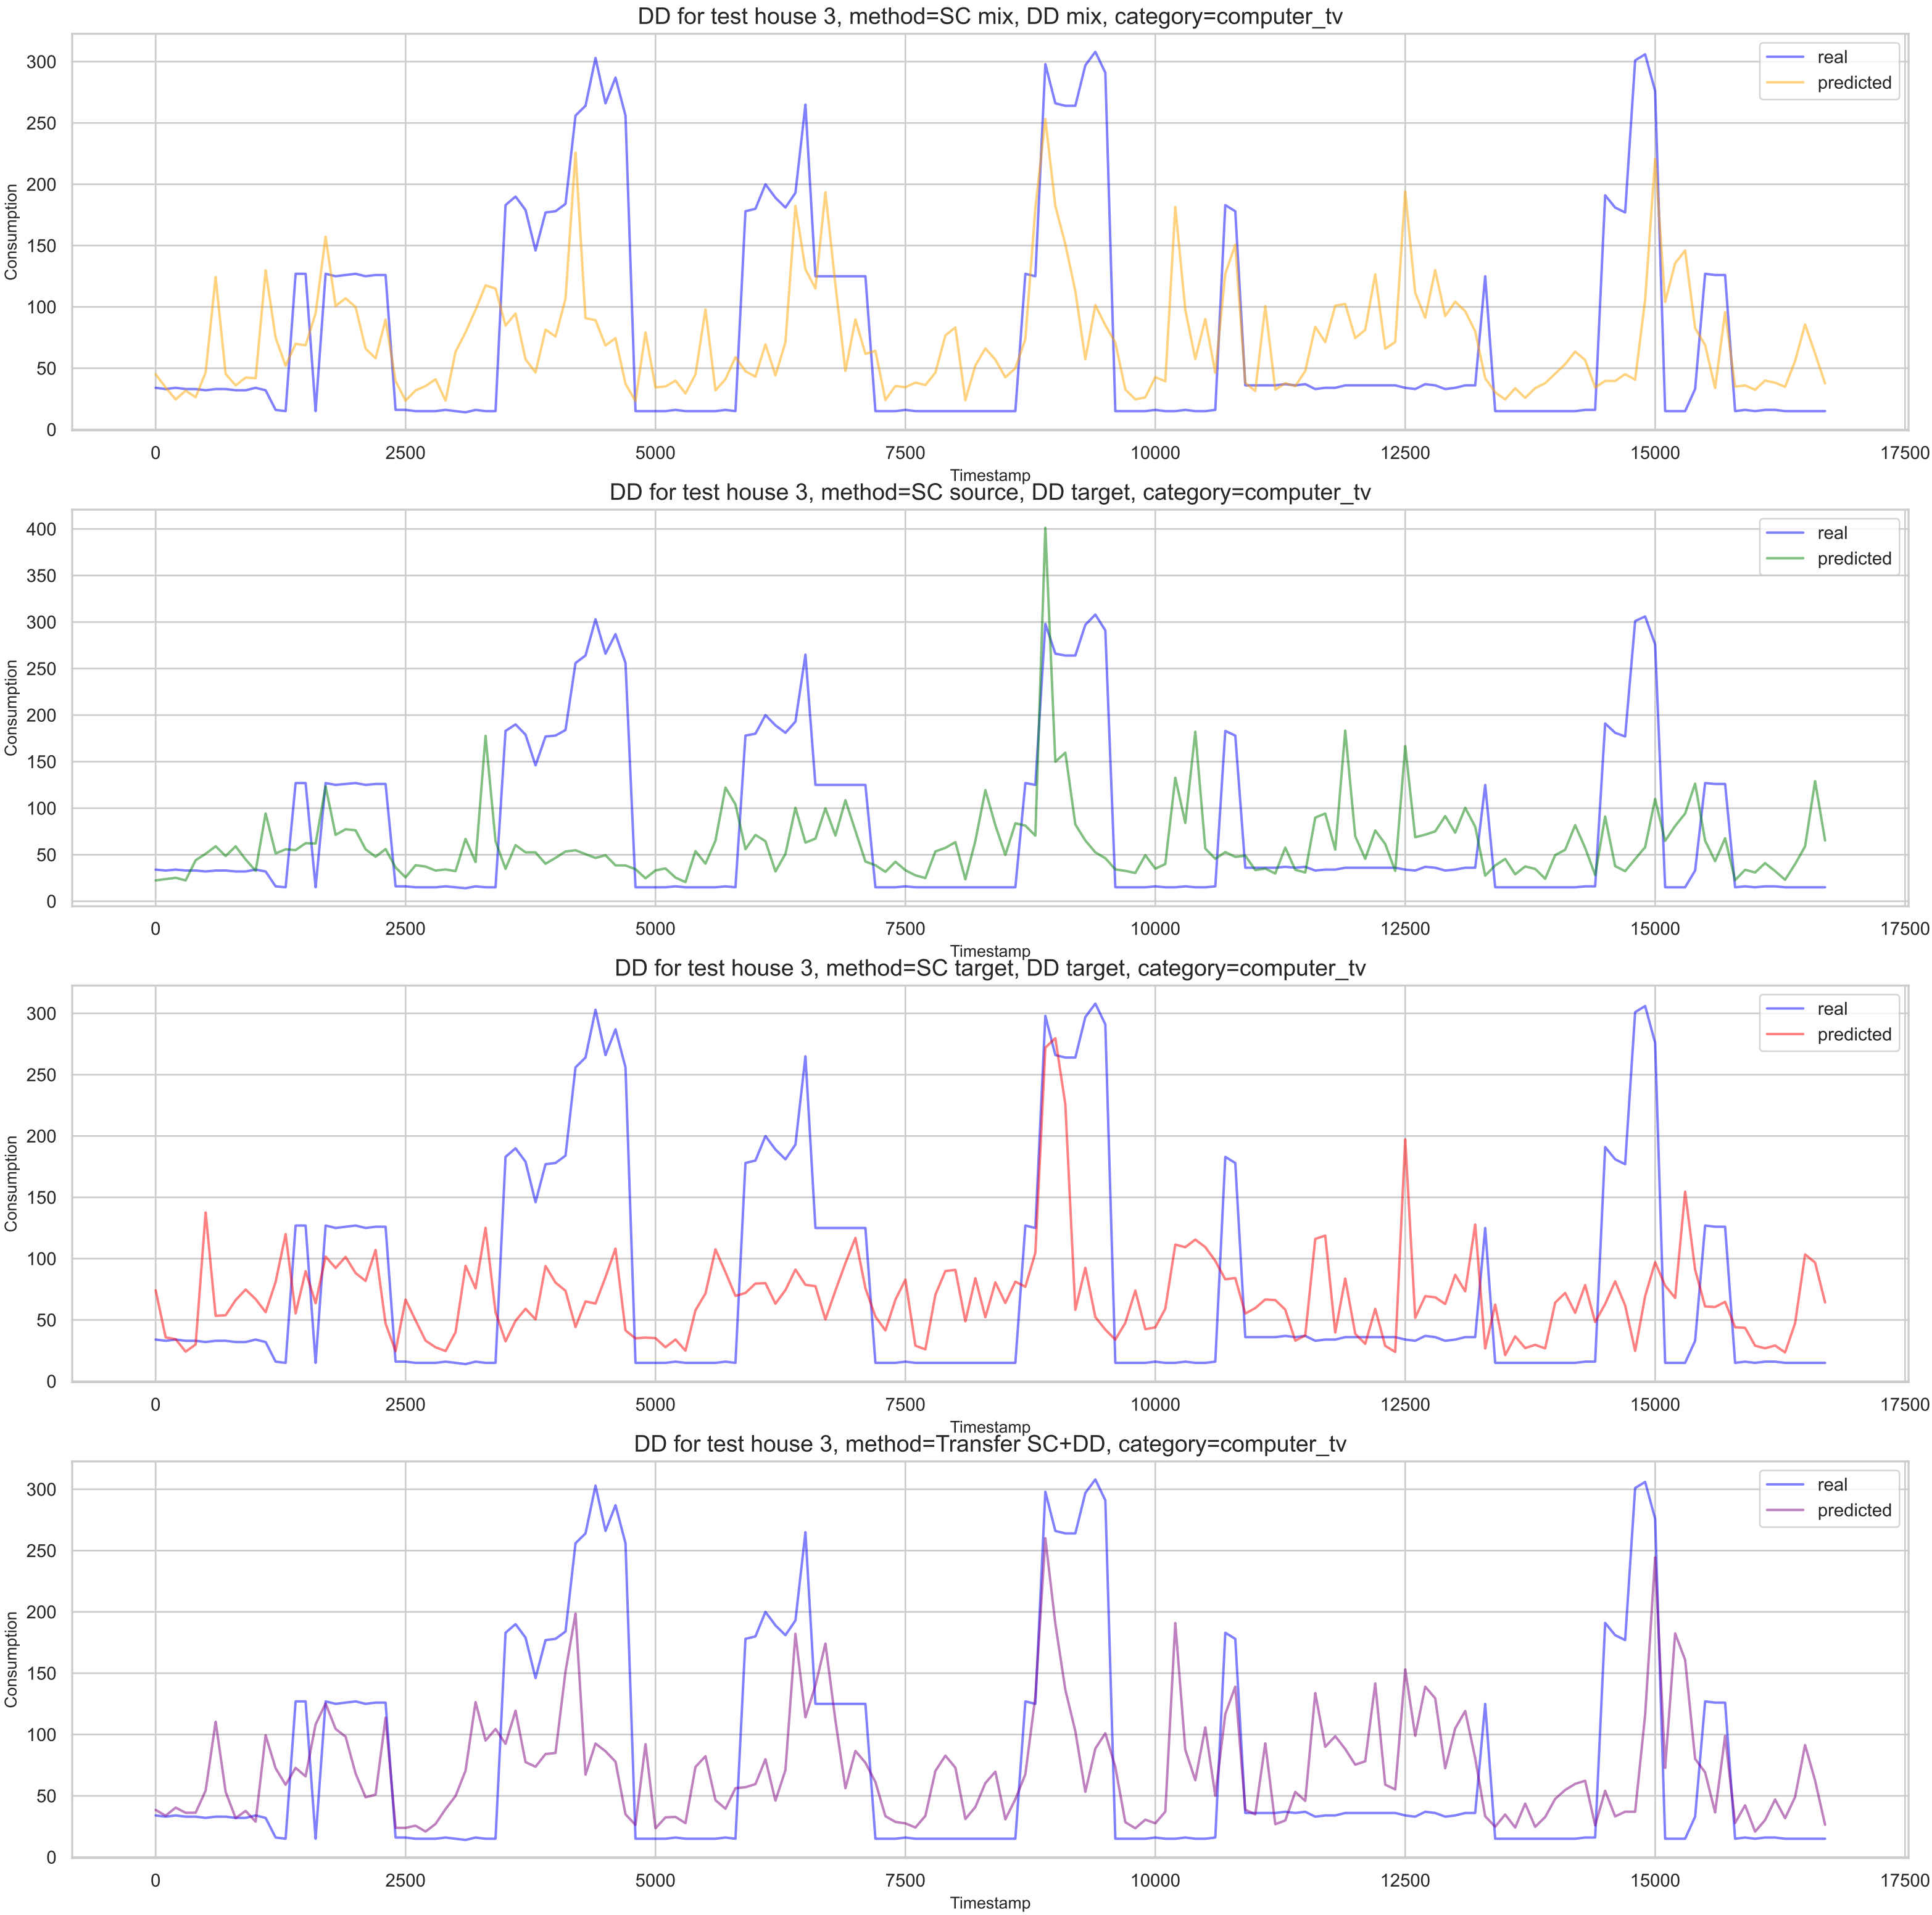 DD for test house 3, method=SC mix, DD mix, category=computer_tv
real
predicted
300
250
200
150
100
50
0
Consumption
0 2500 5000 7500 10000 12500 15000 17500
Timestamp
DD for test house 3, method=SC source, DD target, category=computer_tv
real
predicted
400
350
300
250
200
150
100
50
0
Consumption
0 2500 5000 7500 10000 12500 15000 17500
Timestamp
DD for test house 3, method=SC target, DD target, category=computer_tv
real
predicted
300
250
200
150
100
50
0
Consumption
0 2500 5000 7500 10000 12500 15000 17500
Timestamp
DD for test house 3, method=Transfer SC+DD, category=computer_tv
real
predicted
300
250
200
150
100
50
0
Consumption
0 2500 5000 7500 10000 12500 15000 17500
Timestamp